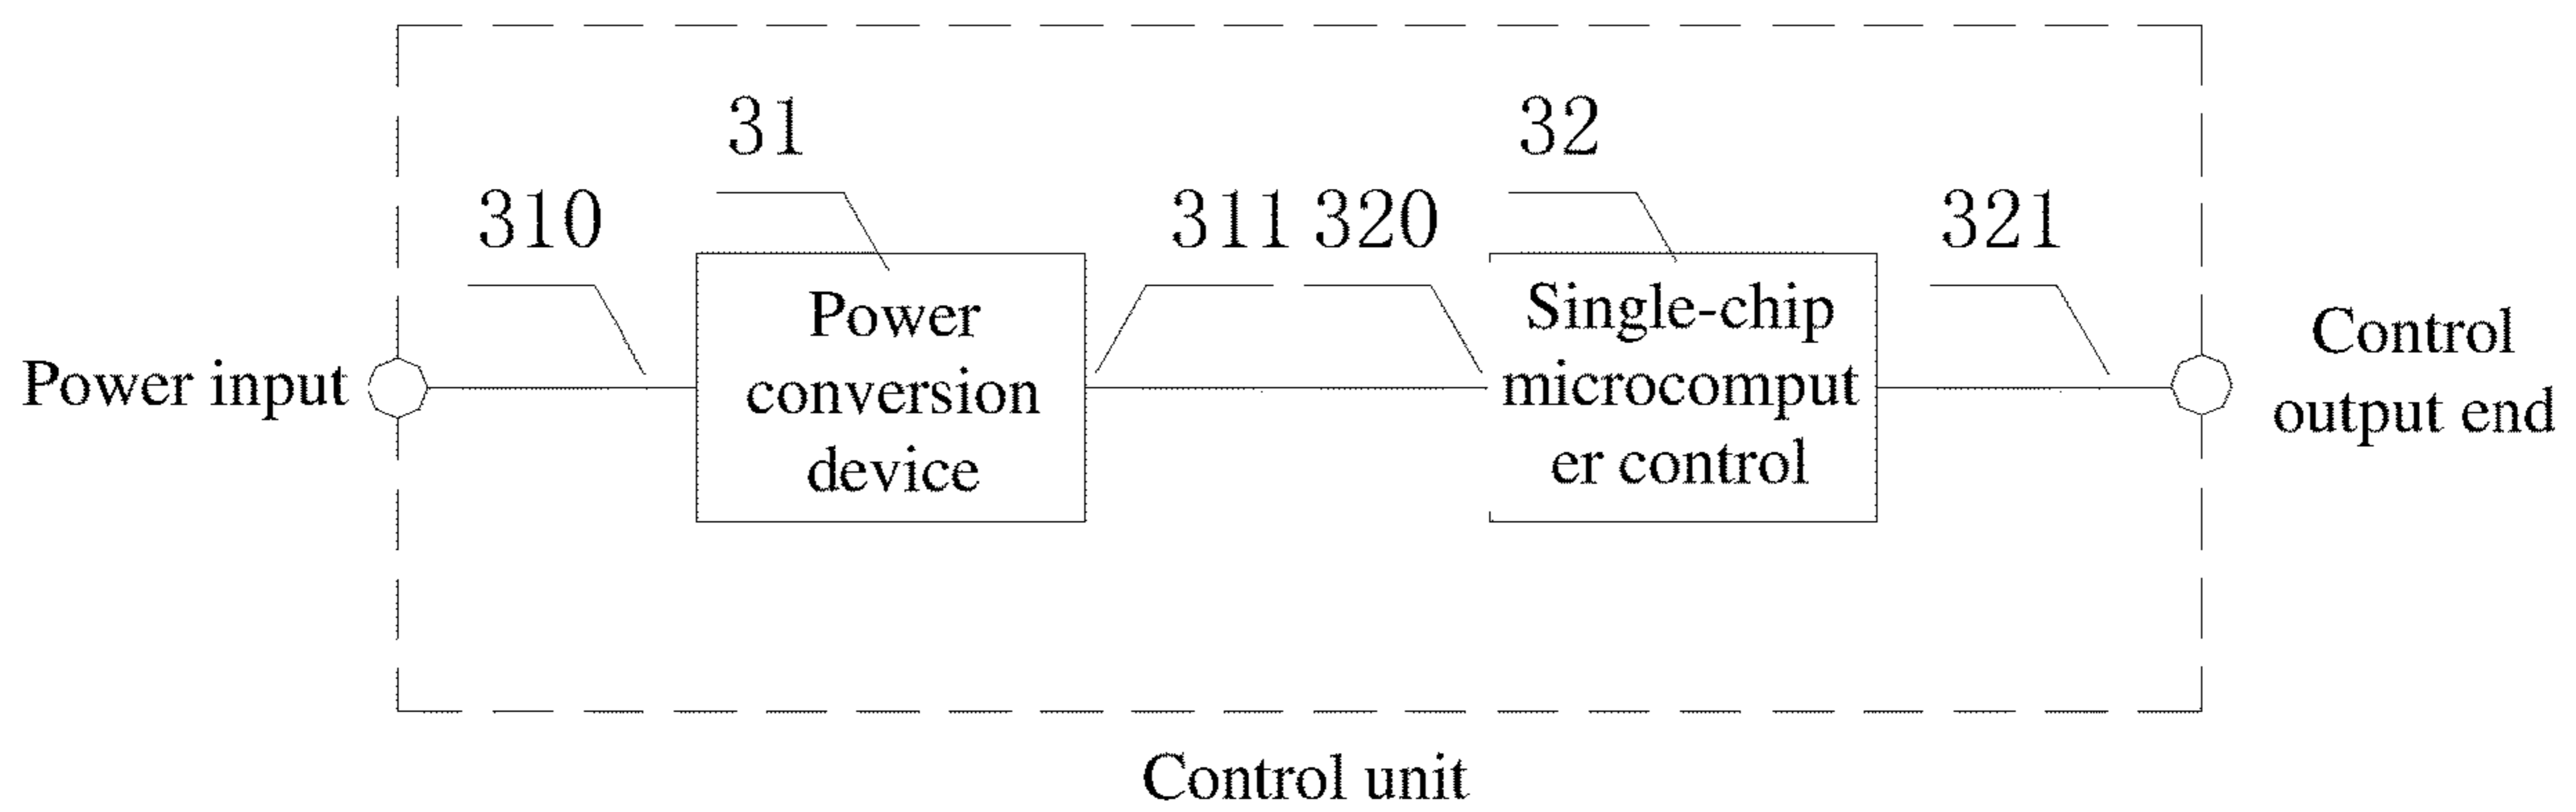 31
32
310
311
320
321
Power input
Power
conversion
device
Single-chip
microcomput
er control
Control
output end
Control unit